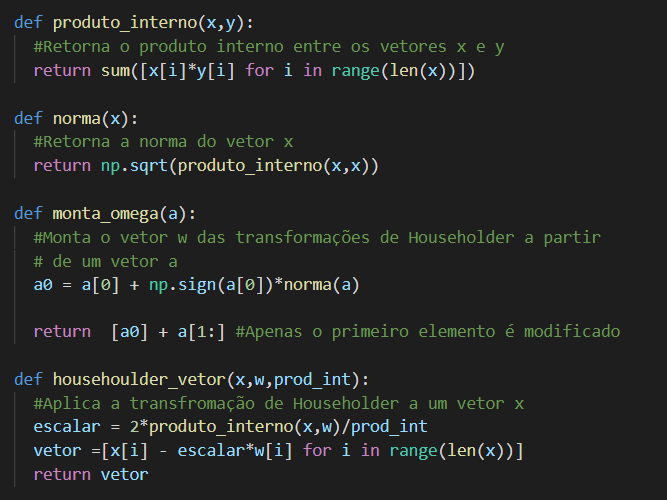 def produto_interno(x,y):
  #Retorna o produto interno entre os vetores x e y
  return sum([x[i]*y[i] for i in range(len(x))])

def norma(x):
  #Retorna a norma do vetor x
  return np.sqrt(produto_interno(x,x))

def monta_omega(a):
  #Monta o vetor w das transformações de Householder a partir
  # de um vetor a
  a0 = a[0] + np.sign(a[0])*norma(a)

  return  [a0] + a[1:] #Apenas o primeiro elemento é modificado

def househoulder_vetor(x,w,prod_int):
  #Aplica a transfromação de Householder a um vetor x
  escalar = 2*produto_interno(x,w)/prod_int
  vetor =[x[i] - escalar*w[i] for i in range(len(x))]
  return vetor